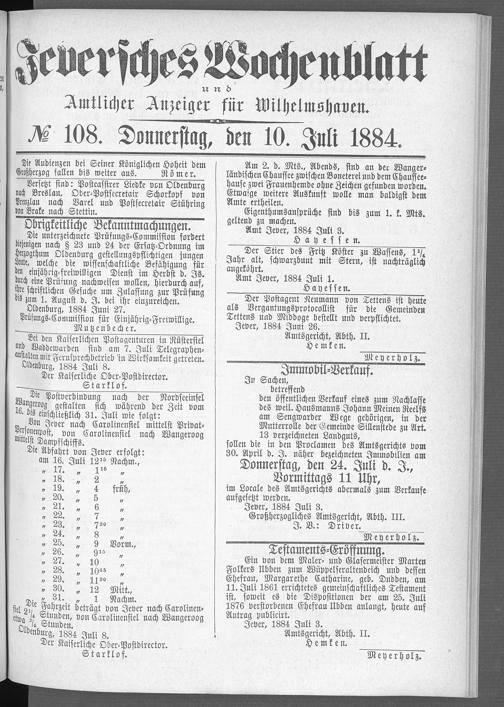 Jeversches Wochenblatt
und
Amtlicher Anzeiger für Wilhelmshaven.
№ 108. Donnerstag, den 10. Juli 1884.
Die Audienzen bei Seiner Königlichen Hoheit dem
Großherzog fallen bis weiter aus. Römer.
Versetzt sind: Postcassirer Liedke von Oldenburg
nach Breslau, Ober-Postsecretair Schorkopf von
Prenzlau nach Varel und Postsecretair Stühring
von Brake nach Stettin.
Obrigkeitliche Bekanntmachungen.
Die unterzeichnete Prüfungs-Commission fordert
diejenigen nach § 23 und 24 der Ersatz-Ordnung im
Herzogthum Oldenburg gestellungspflichtigen jungen
Leute, welche die wissenschaftliche Befähigung für
den einjährig-freiwilligen Dienst im Herbst d. Js.
durch eine Prüfung nachweisen wollen, hierdurch auf,
ihre schriftlichen Gesuche um Zulassung zur Prüfung
bis zum 1. August d. J. bei ihr einzureichen.
Oldenburg, 1884 Juni 27.
Prüfungs-Commission für Einjährig-Freiwillige.
Mutzenbecher.
Bei den Kaiserlichen Postagenturen in Rüstersiel
und Waddewarden sind am 7. Juli Telegraphen-
anstalten mit Fernsprechbetrieb in Wirksamkeit getreten.
Oldenburg, 1884 Juli 8.
Der Kaiserliche Ober-Postdirector.
Starklof.
Die Postverbindung nach der Nordseeinsel
Wangeroog gestalten sich während der Zeit vom
16. bis einschließlich 31. Juli wie folgt:
Von Jever nach Carolinensiel mittelst Privat-
Personenpost, von Carolinensiel nach Wangeroog
mittelst Dampfschiffs.
Die Abfahrt von Jever erfolgt:
am 16. Juli 12¹⁵ Nachm.,
„ 17. „ 1¹⁵ „
„ 18. „ 2 „
„ 19. „ 4 früh,
„ 20. „ 5 „
„ 21. „ 6 „
„ 22. „ 7 „
„ 23. „ 7³⁰ „
„ 24. „ 8 „
„ 25. „ 9 Vorm.,
„ 26. „ 9¹⁵ „
„ 27. „ 10 „
„ 28. „ 10⁴⁵ „
„ 29. „ 11³⁰ „
„ 30. „ 12 Mitt.,
„ 31. „ 1 Nachm.
Die Fahrzeit beträgt von Jever nach Carolinen-
siel 2¼ Stunden, von Carolinensiel nach Wangeroog
etwa ¾ Stunden.
Oldenburg, 1884 Juli 8.
Der Kaiserliche Ober-Postdirector.
Starklof.
Am 2. d. Mts., Abends, sind an der Wanger-
ländischen Chaussee zwischen Boneterei und dem Chaussee-
hause zwei Frauenhemde ohne Zeichen gefunden worden.
Etwaige weitere Auskunft wolle man baldigst dem
Amte ertheilen.
Eigenthumsansprüche sind bis zum 1. k. Mts.
geltend zu machen.
Amt Jever, 1884 Juli 3.
Hayessen.
Der Stier des Fritz Köster zu Waffens, 1¼
Jahr alt, schwarzbunt mit Stern, ist nachträglich
angekört.
Amt Jever, 1884 Juli 1.
Hayessen.
Der Postagent Neumann von Tettens ist heute
als Vergantungsprotocollist für die Gemeinden
Tettens und Middoge bestellt und verpflichtet.
Jever, 1884 Juni 26.
Amtsgericht, Abth. II.
Hemken.
Meyerholz.
Immobil-Verkauf.
In Sachen,
betreffend
den öffentlichen Verkauf eines zum Nachlasse
des weil. Hausmanns Johann Meinen Reelfs
am Sengwarder Wege gehörigen, in der
Mutterrolle der Gemeinde Sillenstede zu Art.
13 verzeichneten Landguts,
sollen die in den Proclamen des Amtsgerichts vom
30. April d. J. näher bezeichneten Immobilien am
Donnerstag, den 24. Juli d. J.,
Vormittags 11 Uhr,
im Locale des Amtsgerichts abermals zum Verkaufe
aufgesetzt werden.
Jever, 1884 Juli 3.
Großherzogliches Amtsgericht, Abth. III.
J. V.: Driver.
Meyerholz.
Testaments-Eröffnung.
Ein von dem Maler- und Glasermeister Marten
Folkers Ubben zum Wüppelseraltendeich und dessen
Ehefrau, Margarethe Catharine, geb. Dudden, am
11. Juli 1861 errichtetes gemeinschaftliches Testament
ist, soweit es die Dispositionen der am 25. Juli
1876 verstorbenen Ehefrau Ubben anlangt, heute auf
Antrag publicirt.
Jever, 1884 Juli 3.
Amtsgericht, Abth. II.
Hemken.
Meyerholz.